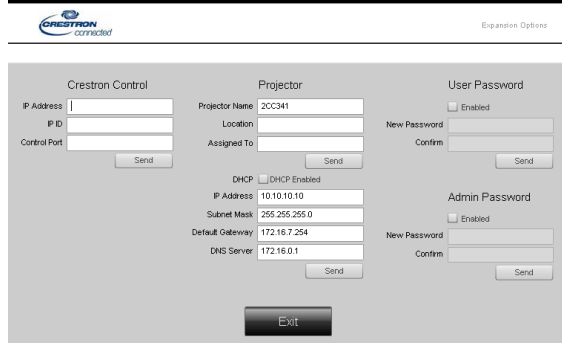 CRESTRON
connected
Expansion Options
Crestron Control
IP Address
IP ID
Control Port
Send
Projector
Projector Name 2CC341
Location
Assigned To
Send
DHCP DHCP Enabled
IP Address 10.10.10.10
Subnet Mask 255.255.255.0
Default Gateway 172.16.7.254
DNS Server 172.16.0.1
Send
User Password
Enabled
New Password
Confirm
Send
Admin Password
Enabled
New Password
Confirm
Send
Exit